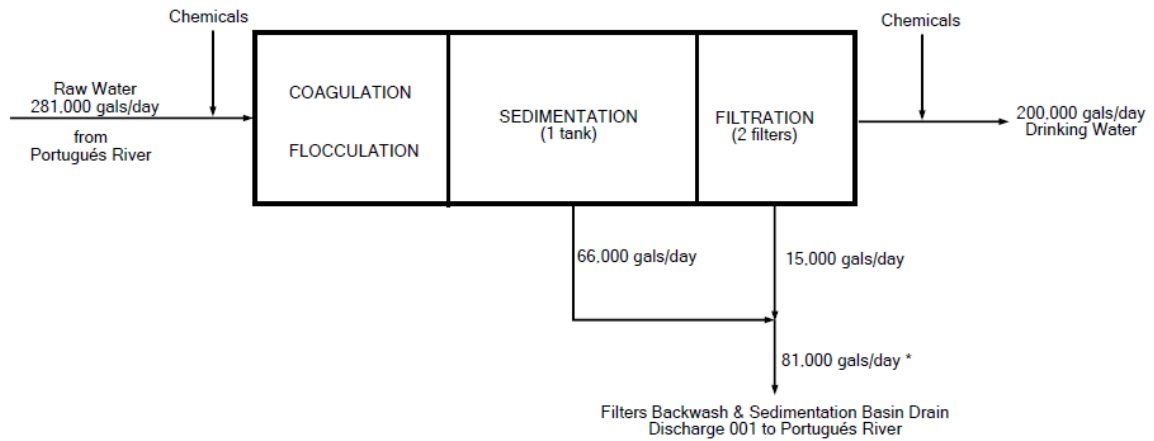 Chemicals
Raw Water
281,000 gals/day
from
Portugués River
COAGULATION
FLOCCULATION
SEDIMENTATION
(1 tank)
FILTRATION
(2 filters)
Chemicals
200,000 gals/day
Drinking Water
66,000 gals/day
15,000 gals/day
81,000 gals/day *
Filters Backwash & Sedimentation Basin Drain
Discharge 001 to Portugués River